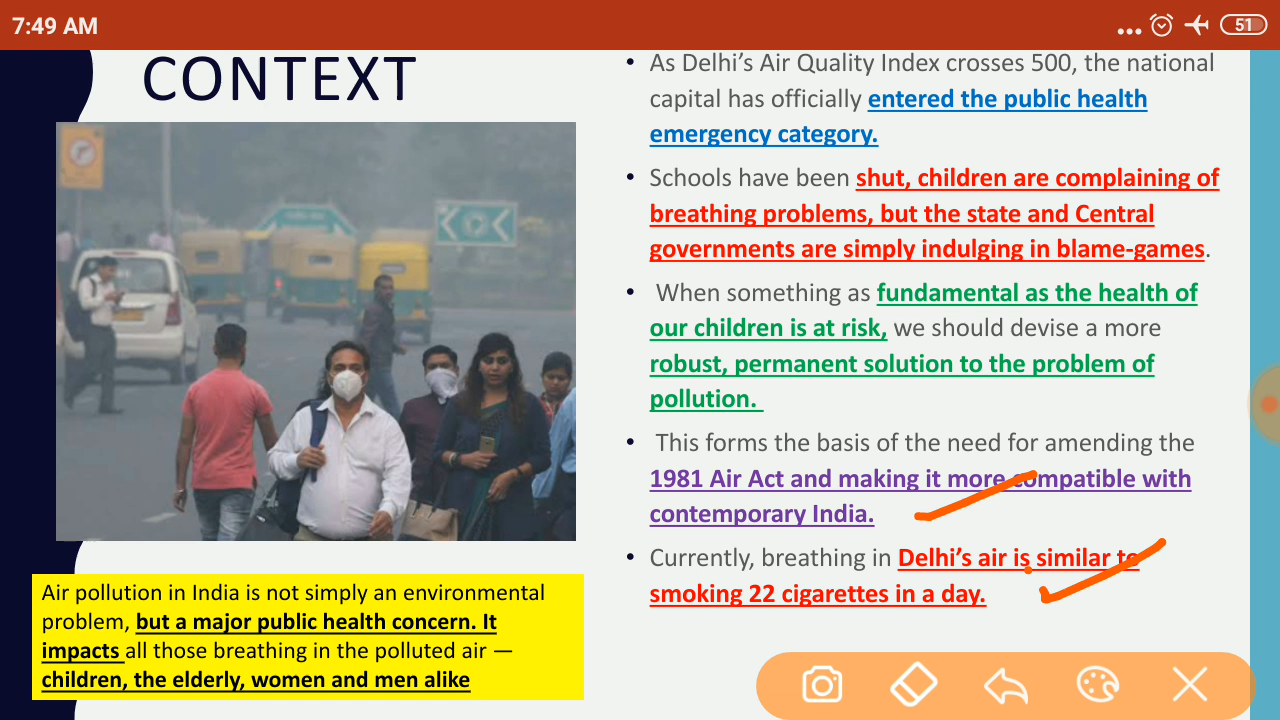 7:49 AM
51
CONTEXT
• As Delhi’s Air Quality Index crosses 500, the national
capital has officially entered the public health
emergency category.
• Schools have been shut, children are complaining of
breathing problems, but the state and Central
governments are simply indulging in blame-games.
• When something as fundamental as the health of
our children is at risk, we should devise a more
robust, permanent solution to the problem of
pollution.
• This forms the basis of the need for amending the
1981 Air Act and making it more compatible with
contemporary India.
• Currently, breathing in Delhi’s air is similar to
smoking 22 cigarettes in a day.
Air pollution in India is not simply an environmental
problem, but a major public health concern. It
impacts all those breathing in the polluted air —
children, the elderly, women and men alike